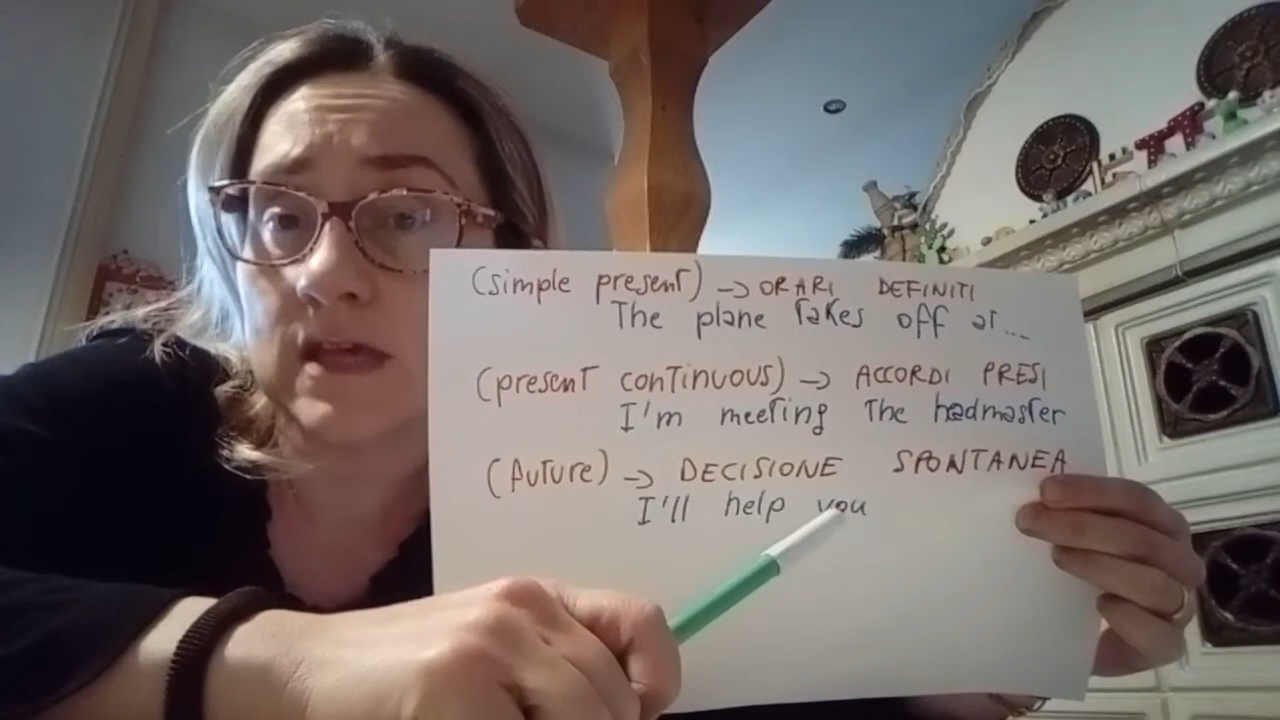 (simple present) → ORARI DEFINITI
The plane takes off at...
(present continuous) → ACCORDI PRESI
I'm meeting the headmaster
(future) → DECISIONE SPONTANEA
I'll help you